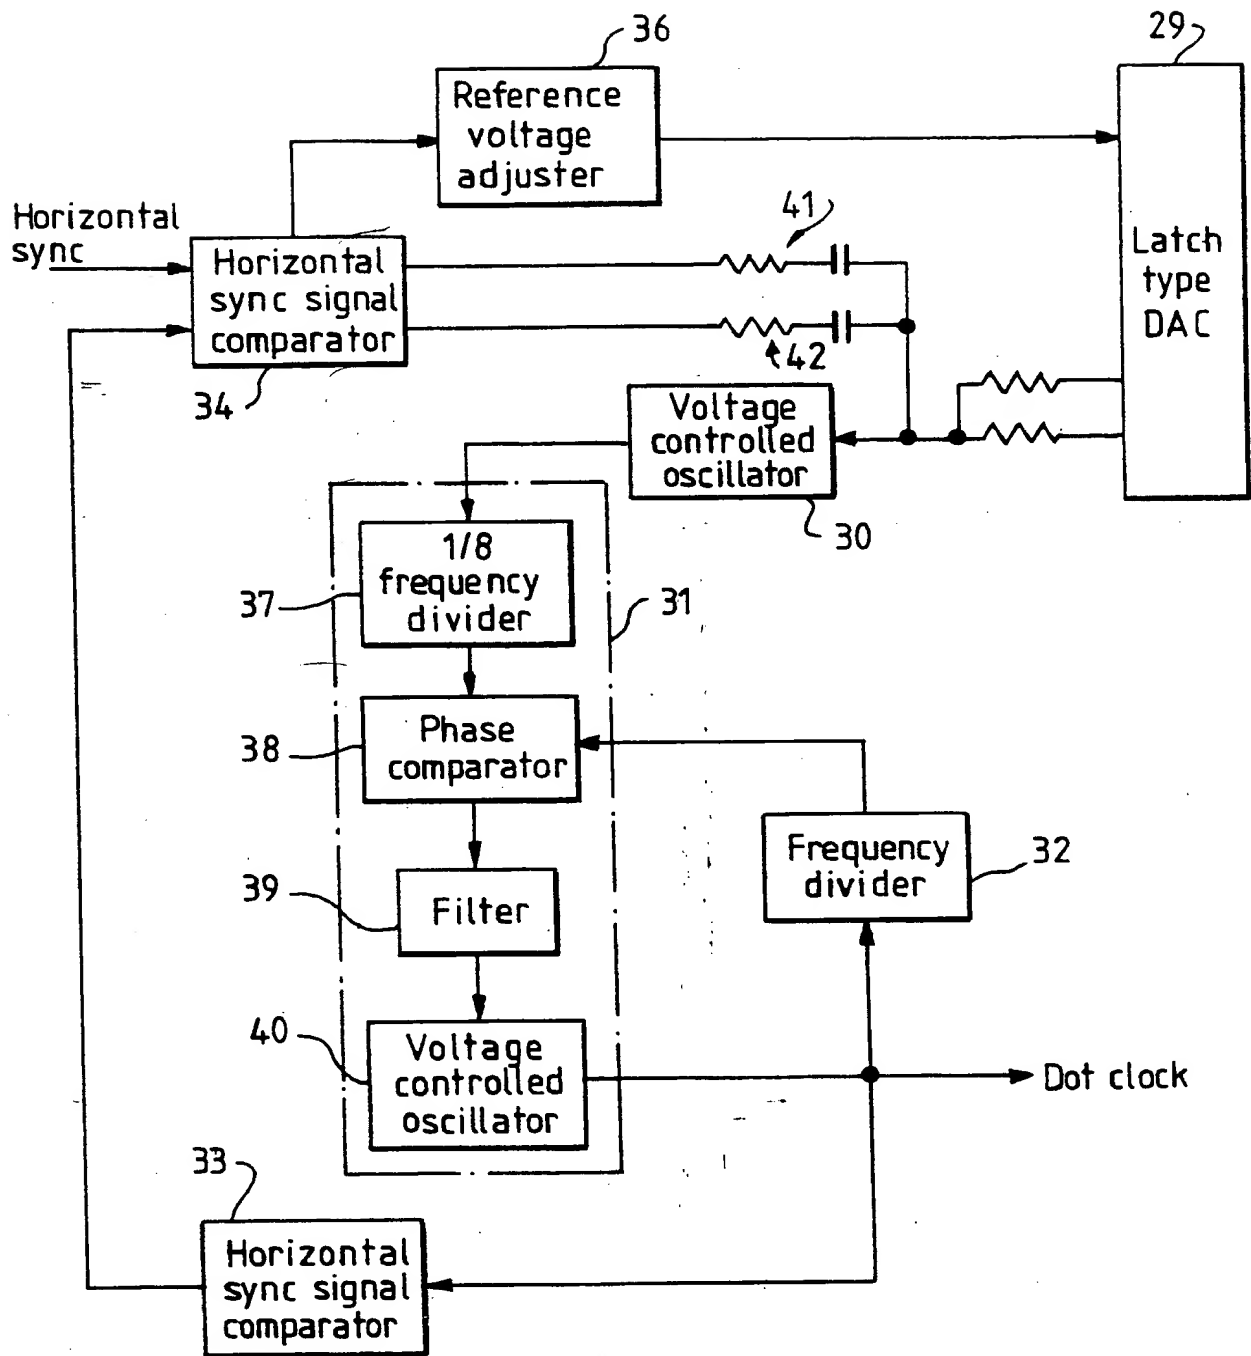 36
29
Reference
voltage
adjuster
Horizontal
sync
41
Horizontal
sync signal
comparator
Latch
type
DAC
42
34
Voltage
controlled
oscillator
30
1/8
frequency
divider
37
31
Phase
comparator
38
Frequency
divider
32
39
Filter
40
Voltage
controlled
oscillator
Dot clock
33
Horizontal
sync signal
comparator